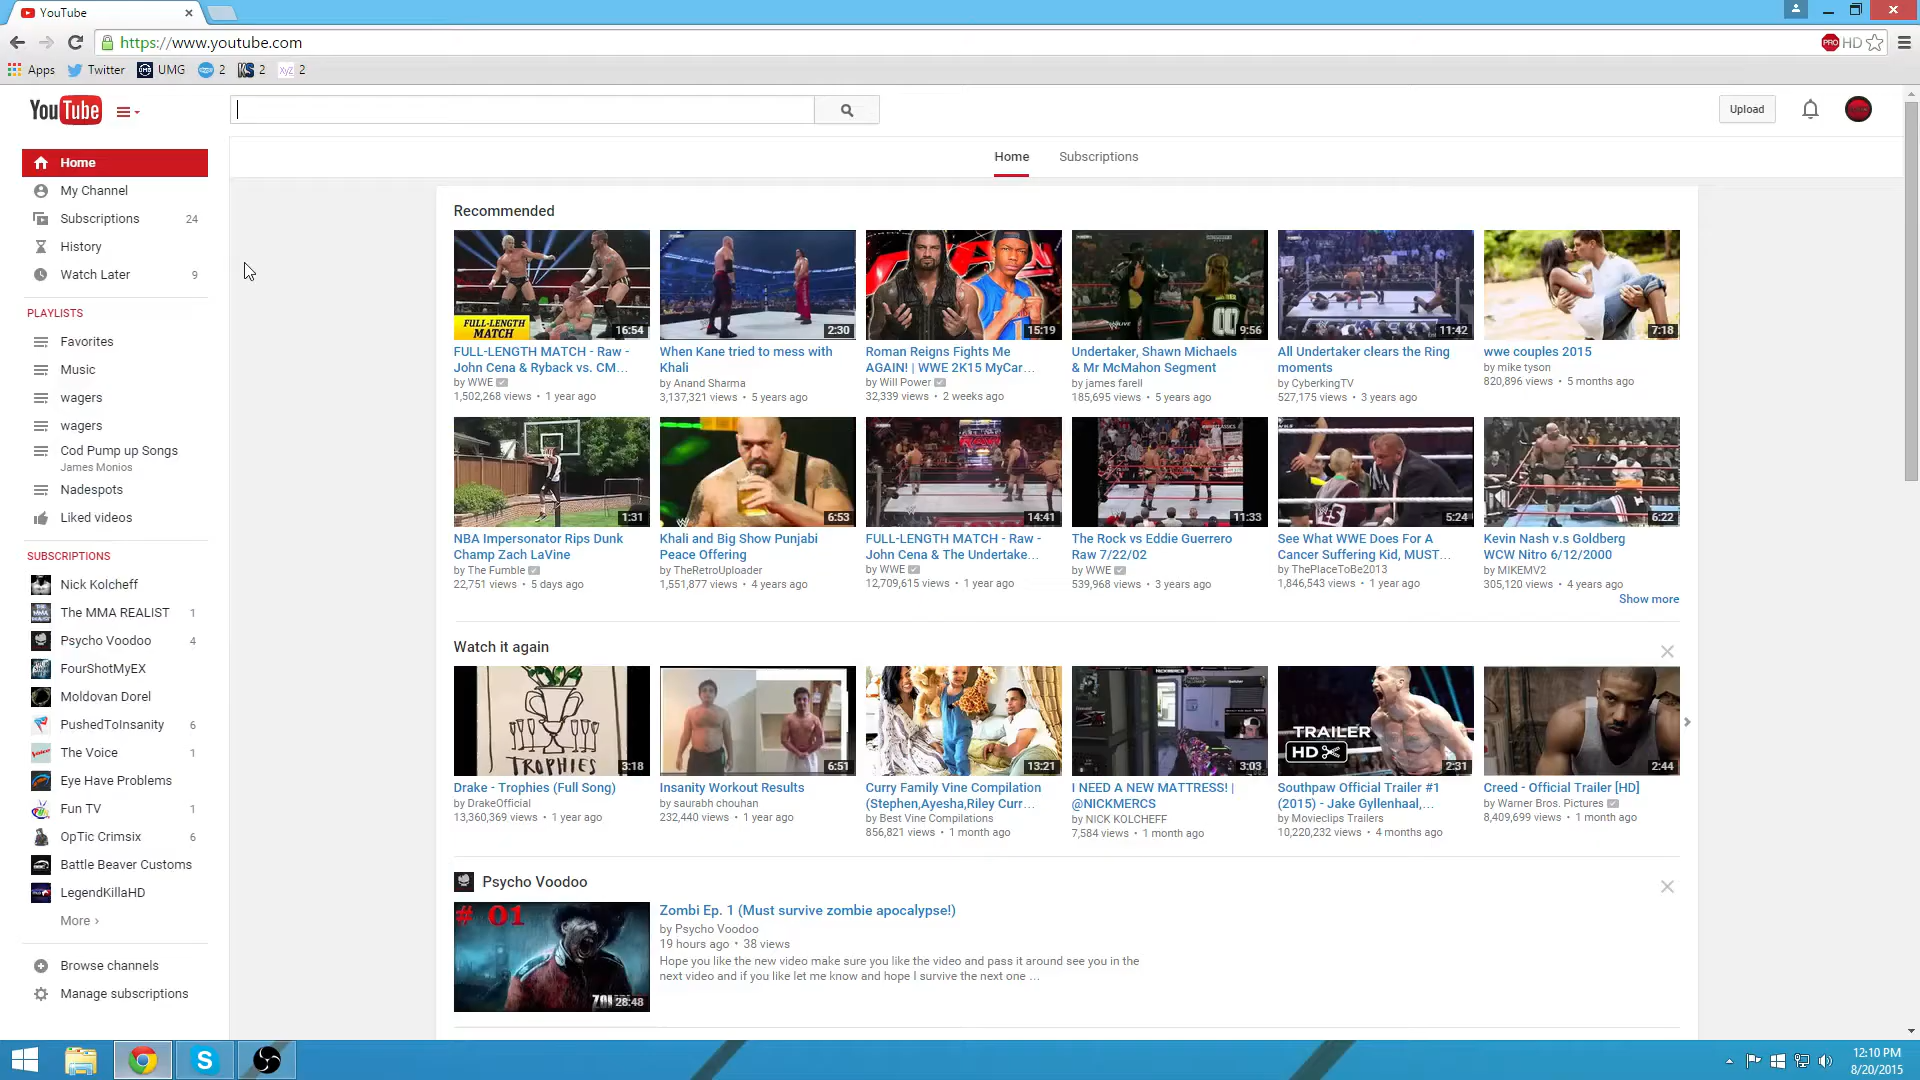 YouTube
https://www.youtube.com
PRO HD
Apps Twitter UMG 2 2 2
YouTube
Upload
Home
My Channel
Subscriptions 24
History
Watch Later 9
PLAYLISTS
Favorites
Music
wagers
wagers
Cod Pump up Songs
James Monios
Nadespots
Liked videos
SUBSCRIPTIONS
Nick Kolcheff
The MMA REALIST 1
Psycho Voodoo 4
FourShotMyEX
Moldovan Dorel
PushedToInsanity 6
The Voice 1
Eye Have Problems
Fun TV 1
OpTic Crimsix 6
Battle Beaver Customs
LegendKillaHD
More ›
Browse channels
Manage subscriptions
Home Subscriptions
Recommended
FULL-LENGTH
MATCH
16:54
FULL-LENGTH MATCH - Raw -
John Cena & Ryback vs. CM...
by WWE
1,502,268 views • 1 year ago
2:30
When Kane tried to mess with
Khali
by Anand Sharma
3,137,321 views • 5 years ago
15:19
Roman Reigns Fights Me
AGAIN! | WWE 2K15 MyCar...
by Will Power
32,339 views • 2 weeks ago
9:56
Undertaker, Shawn Michaels
& Mr McMahon Segment
by james farell
185,695 views • 5 years ago
11:42
All Undertaker clears the Ring
moments
by CyberkingTV
527,175 views • 3 years ago
7:18
wwe couples 2015
by mike tyson
820,896 views • 5 months ago
1:31
NBA Impersonator Rips Dunk
Champ Zach LaVine
by The Fumble
22,751 views • 5 days ago
6:53
Khali and Big Show Punjabi
Peace Offering
by TheRetroUploader
1,551,877 views • 4 years ago
14:41
FULL-LENGTH MATCH - Raw -
John Cena & The Undertake...
by WWE
12,709,615 views • 1 year ago
11:33
The Rock vs Eddie Guerrero
Raw 7/22/02
by WWE
539,968 views • 3 years ago
5:24
See What WWE Does For A
Cancer Suffering Kid, MUST...
by ThePlaceToBe2013
1,846,543 views • 1 year ago
6:22
Kevin Nash v.s Goldberg
WCW Nitro 6/12/2000
by MIKEMV2
305,120 views • 4 years ago
Show more
Watch it again
TROPHIES
3:18
Drake - Trophies (Full Song)
by DrakeOfficial
13,360,369 views • 1 year ago
6:51
Insanity Workout Results
by saurabh chouhan
232,440 views • 1 year ago
13:21
Curry Family Vine Compilation
(Stephen,Ayesha,Riley Curr...
by Best Vine Compilations
856,821 views • 1 month ago
3:03
I NEED A NEW MATTRESS! |
@NICKMERCS
by NICK KOLCHEFF
7,584 views • 1 month ago
TRAILER
HD
2:31
Southpaw Official Trailer #1
(2015) - Jake Gyllenhaal,...
by Movieclips Trailers
10,220,232 views • 4 months ago
2:44
Creed - Official Trailer [HD]
by Warner Bros. Pictures
8,409,699 views • 1 month ago
Psycho Voodoo
# 01
28:48
Zombi Ep. 1 (Must survive zombie apocalypse!)
by Psycho Voodoo
19 hours ago • 38 views
Hope you like the new video make sure you like the video and pass it around see you in the
next video and if you like let me know and hope I survive the next one ...
12:10 PM
8/20/2015